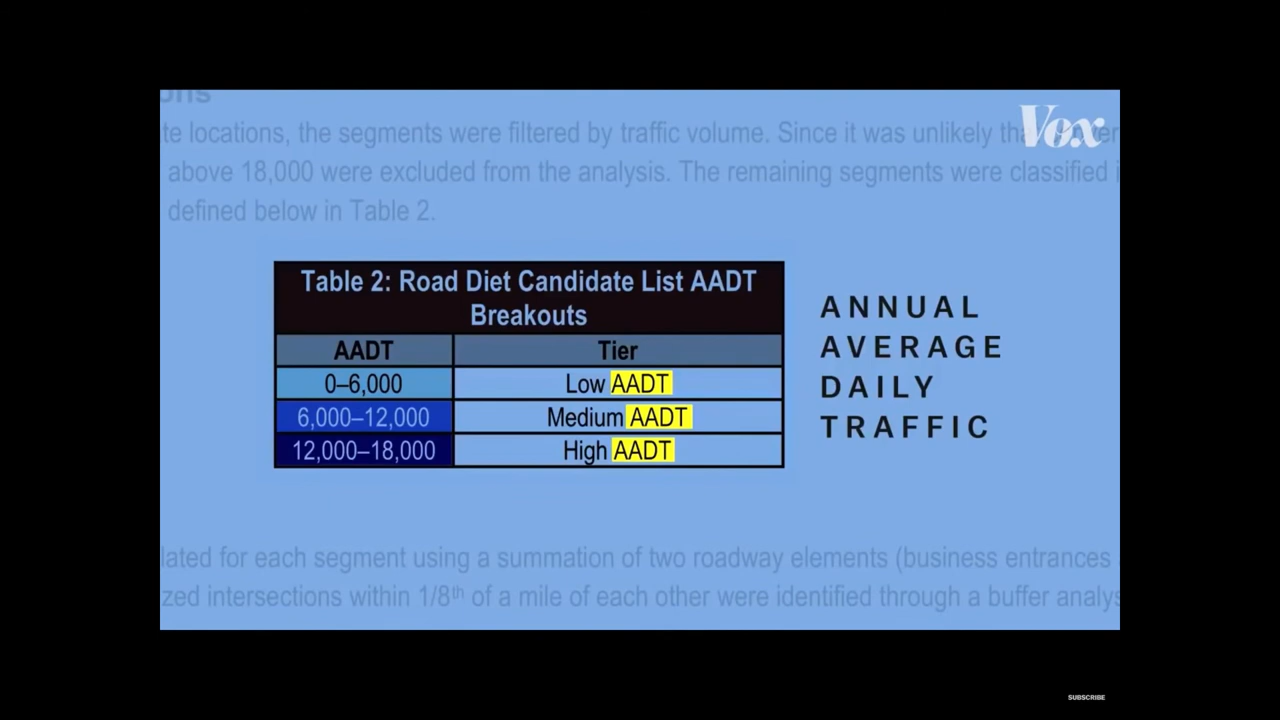 Vox
te locations, the segments were filtered by traffic volume. Since it was unlikely
above 18,000 were excluded from the analysis. The remaining segments were classified
defined below in Table 2.
Table 2: Road Diet Candidate List AADT
Breakouts
AADT Tier
0–6,000 Low AADT
6,000–12,000 Medium AADT
12,000–18,000 High AADT
ANNUAL
AVERAGE
DAILY
TRAFFIC
lated for each segment using a summation of two roadway elements (business entrances
zed intersections within 1/8th of a mile of each other were identified through a buffer analys
SUBSCRIBE